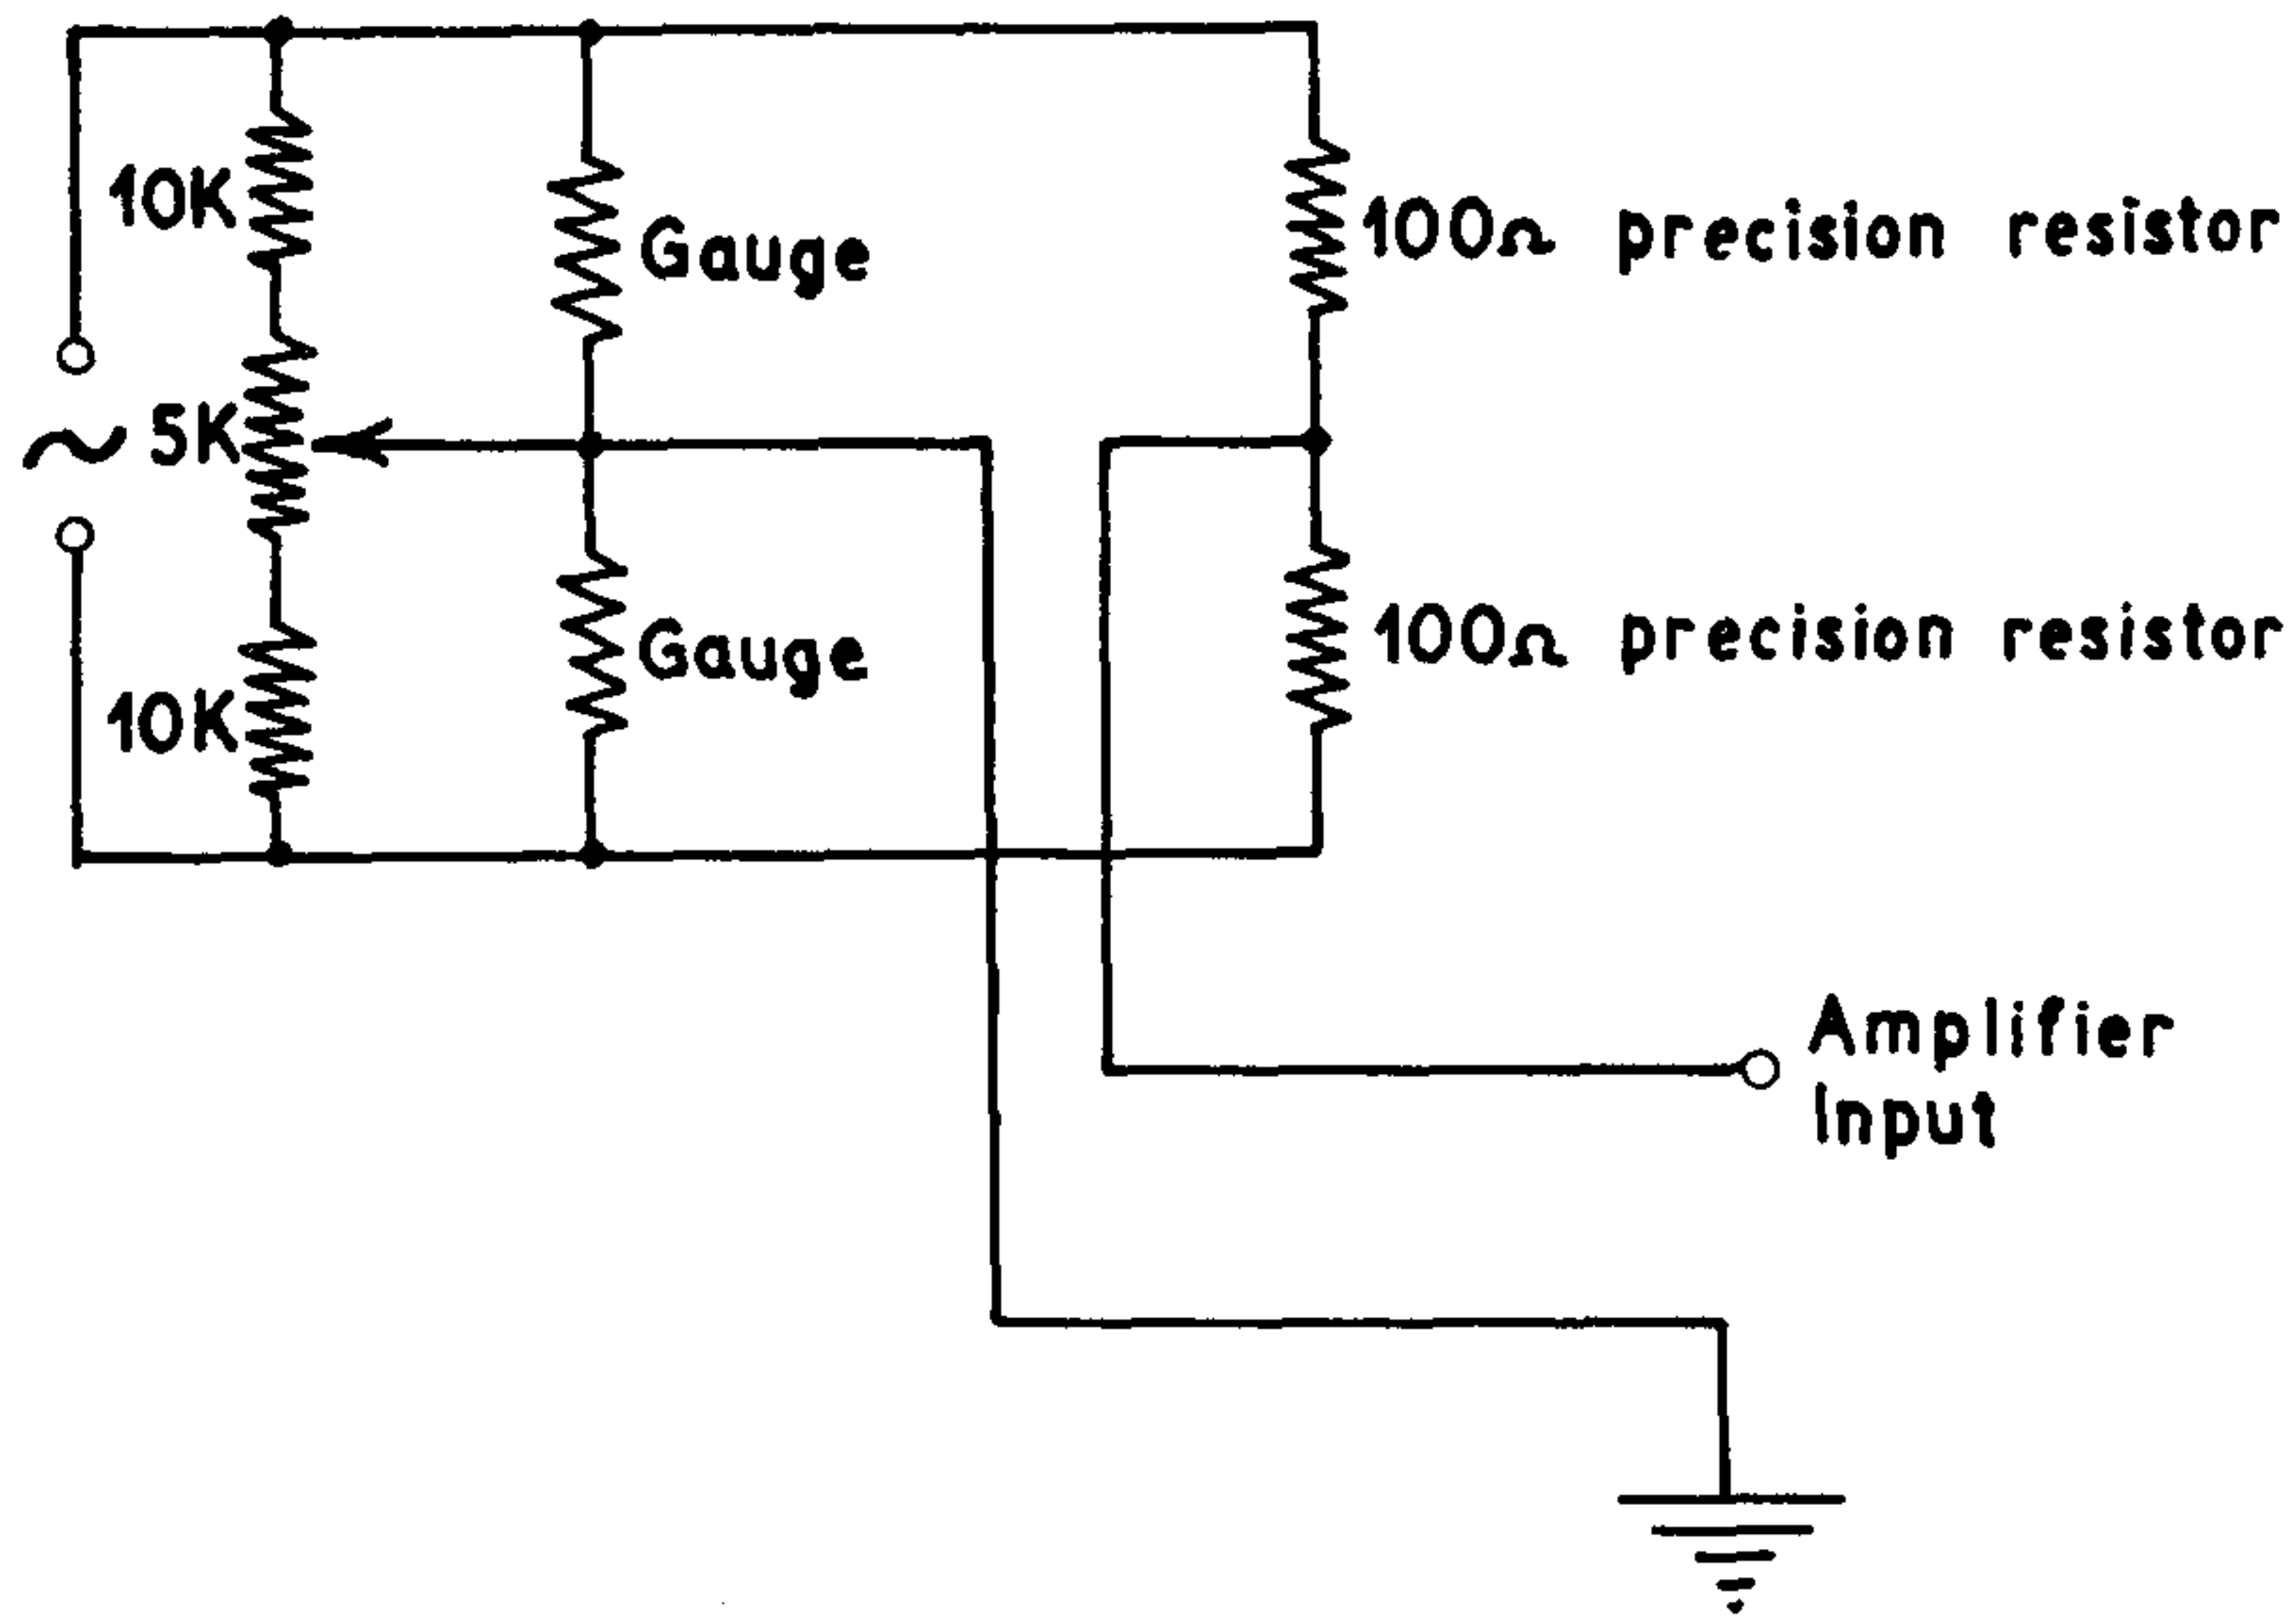 10K
Gauge
100Ω precision resistor
~ 5K
10K
Gauge
100Ω precision resistor
Amplifier
Input